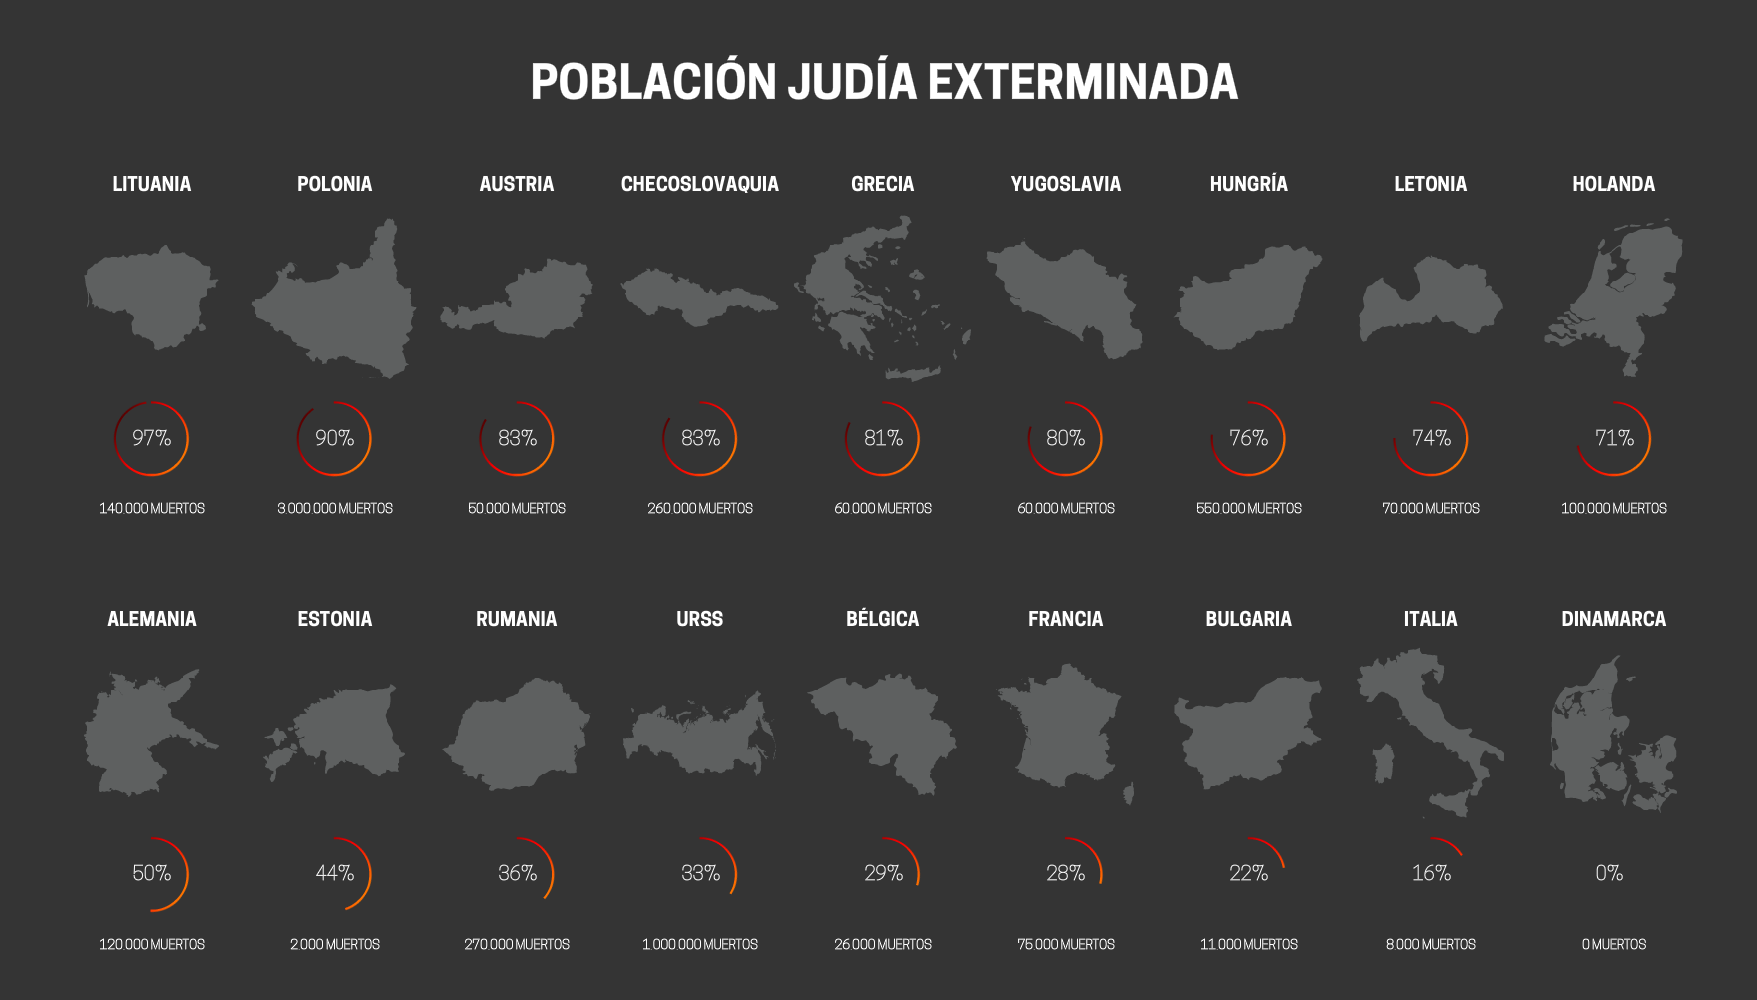 POBLACIÓN JUDÍA EXTERMINADA
LITUANIA POLONIA AUSTRIA CHECOSLOVAQUIA GRECIA YUGOSLAVIA HUNGRÍA LETONIA HOLANDA
97% 90% 83% 83% 81% 80% 76% 74% 71%
140.000 MUERTOS 3.000.000 MUERTOS 50.000 MUERTOS 260.000 MUERTOS 60.000 MUERTOS 60.000 MUERTOS 550.000 MUERTOS 70.000 MUERTOS 100.000 MUERTOS
ALEMANIA ESTONIA RUMANIA URSS BÉLGICA FRANCIA BULGARIA ITALIA DINAMARCA
50% 44% 36% 33% 29% 28% 22% 16% 0%
120.000 MUERTOS 2.000 MUERTOS 270.000 MUERTOS 1.000.000 MUERTOS 26.000 MUERTOS 75.000 MUERTOS 11.000 MUERTOS 8.000 MUERTOS 0 MUERTOS